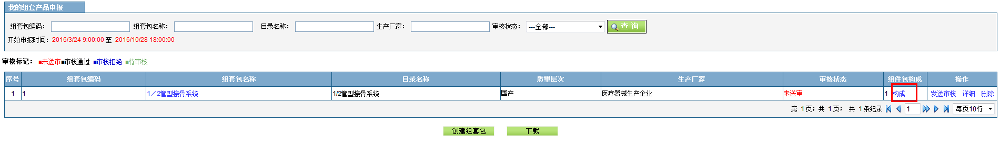 我的组套产品申报
组套包编码： 组套包名称： 目录名称： 生产厂家： 审核状态： ---全部--- 查 询
开始申报时间：2016/3/24 9:00:00 至 2016/10/28 18:00:00
审核标记： ■未送审■审核通过 ■审核拒绝 ■待审核
序号 组套包编码 组套包名称 目录名称 质量层次 生产厂家 审核状态 组件包构成 操作
1 1 1／2管型接骨系统 1/2管型接骨系统 国产 医疗器械生产企业 未送审 1 构成 发送审核 详细 删除
第 1页；共 1页； 共 1条纪录 1 每页10行
创建组套包 下载